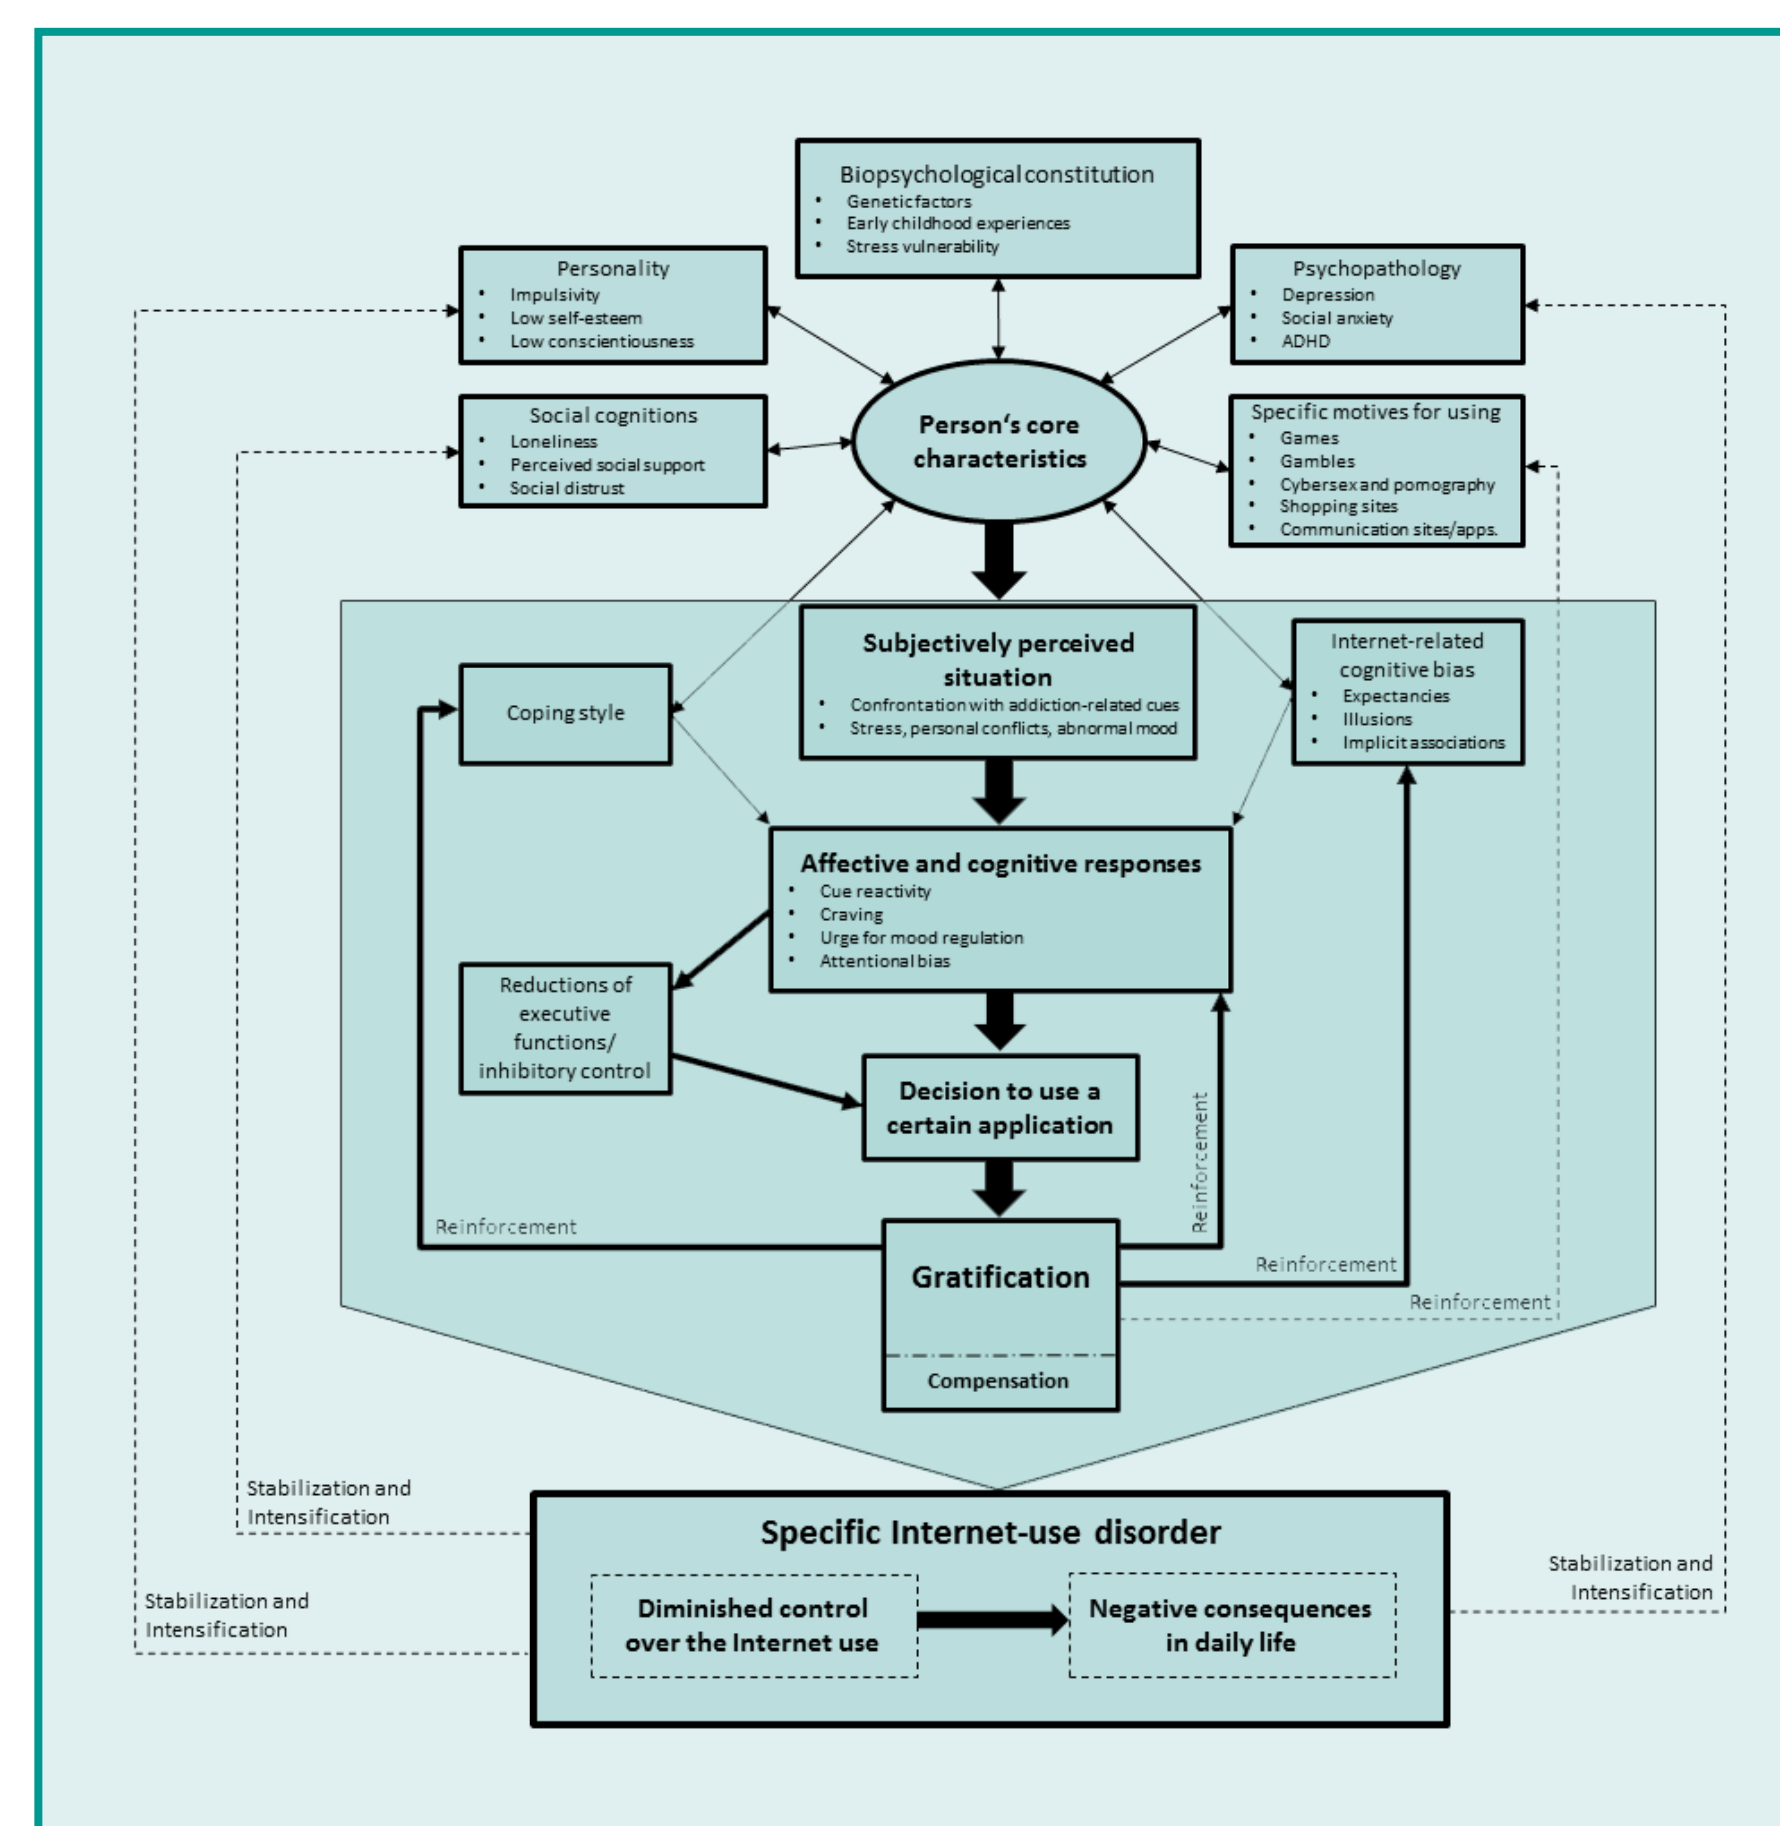 Biopsychological constitution
• Genetic factors
• Early childhood experiences
• Stress vulnerability
Personality
• Impulsivity
• Low self-esteem
• Low conscientiousness
Psychopathology
• Depression
• Social anxiety
• ADHD
Social cognitions
• Loneliness
• Perceived social support
• Social distrust
Person‘s core
characteristics
Specific motives for using
• Games
• Gambles
• Cybersex and pornography
• Shopping sites
• Communication sites/apps.
Subjectively perceived
situation
• Confrontation with addiction-related cues
• Stress, personal conflicts, abnormal mood
Coping style
Internet-related
cognitive bias
• Expectancies
• Illusions
• Implicit associations
Affective and cognitive responses
• Cue reactivity
• Craving
• Urge for mood regulation
• Attentional bias
Reductions of
executive
functions/
inhibitory control
Decision to use a
certain application
Reinforcement
Reinforcement
Gratification
Reinforcement
Reinforcement
Compensation
Stabilization and
Intensification
Specific Internet-use disorder
Stabilization and
Intensification
Stabilization and
Intensification
Diminished control
over the Internet use
Negative consequences
in daily life